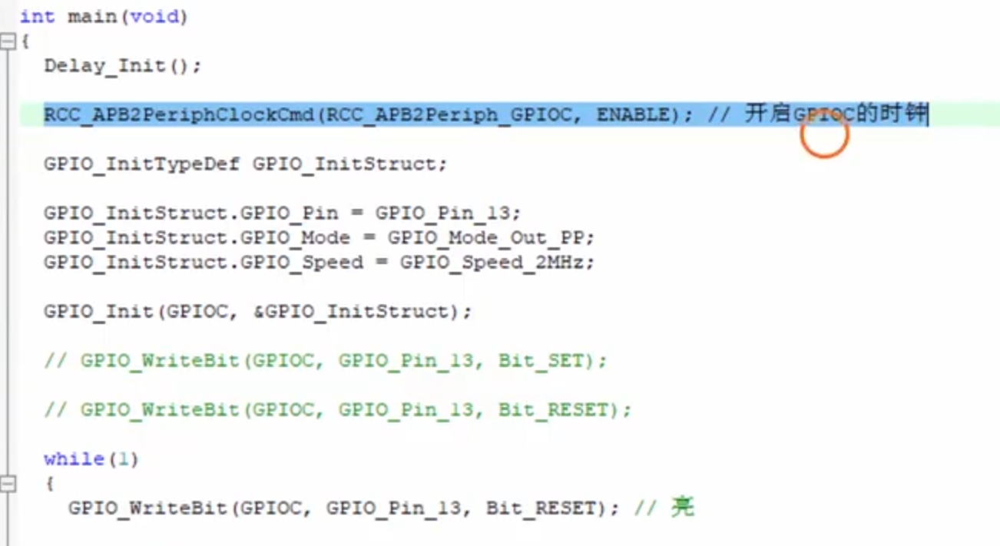 int main(void)
{
Delay_Init();
RCC_APB2PeriphClockCmd(RCC_APB2Periph_GPIOC, ENABLE); // 开启GPIOC的时钟
GPIO_InitTypeDef GPIO_InitStruct;
GPIO_InitStruct.GPIO_Pin = GPIO_Pin_13;
GPIO_InitStruct.GPIO_Mode = GPIO_Mode_Out_PP;
GPIO_InitStruct.GPIO_Speed = GPIO_Speed_2MHz;
GPIO_Init(GPIOC, &GPIO_InitStruct);
// GPIO_WriteBit(GPIOC, GPIO_Pin_13, Bit_SET);
// GPIO_WriteBit(GPIOC, GPIO_Pin_13, Bit_RESET);
while(1)
{
GPIO_WriteBit(GPIOC, GPIO_Pin_13, Bit_RESET); // 亮